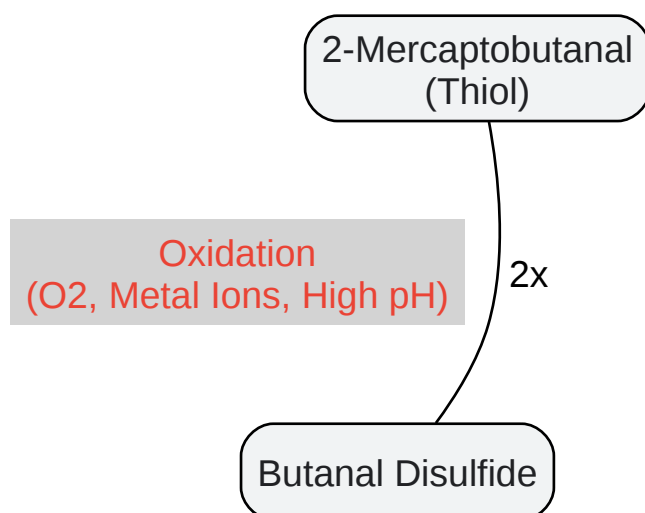 2-Mercaptobutanal
(Thiol)
Oxidation
(O2, Metal Ions, High pH)
2x
Butanal Disulfide